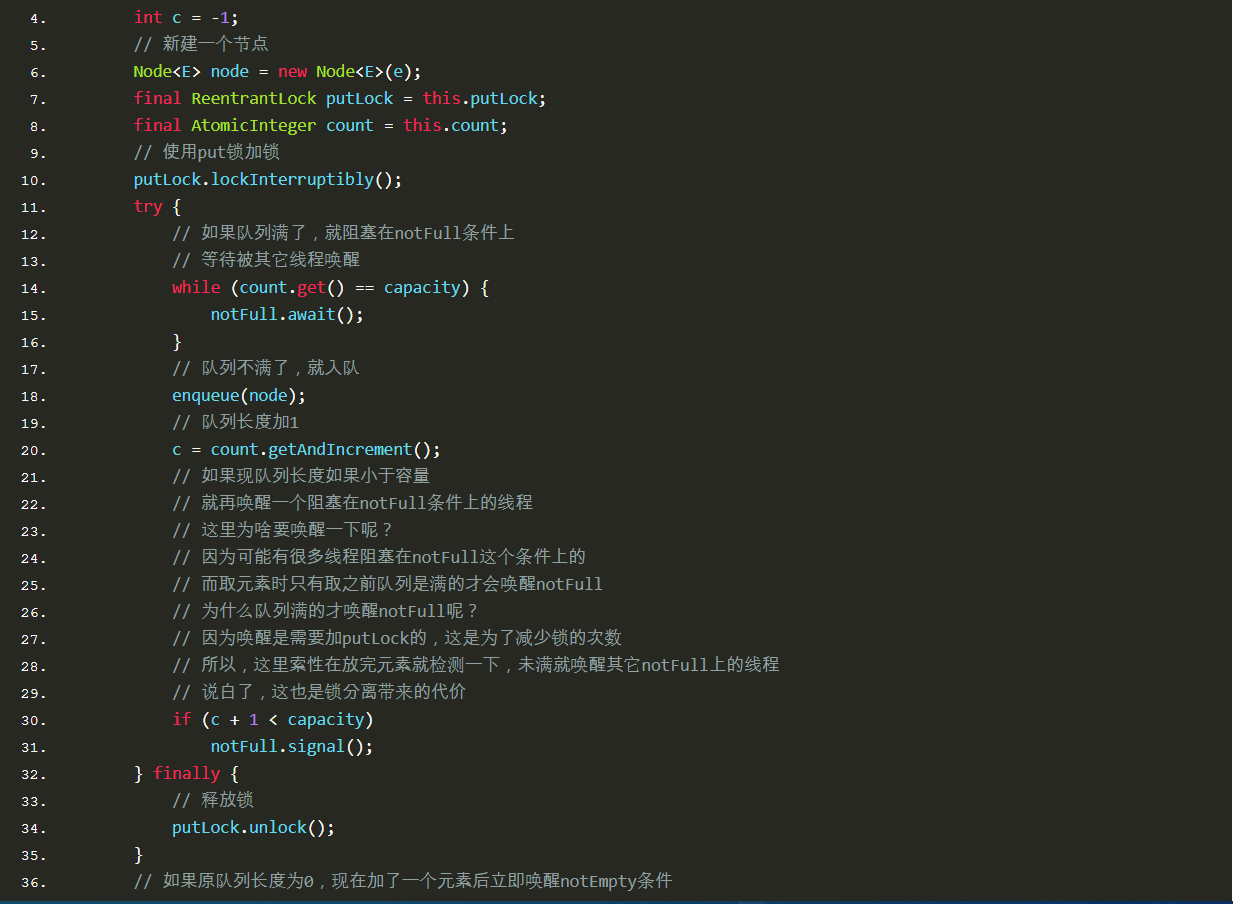 4. int c = -1;
5. // 新建一个节点
6. Node<E> node = new Node<E>(e);
7. final ReentrantLock putLock = this.putLock;
8. final AtomicInteger count = this.count;
9. // 使用put锁加锁
10. putLock.lockInterruptibly();
11. try {
12. // 如果队列满了，就阻塞在notFull条件上
13. // 等待被其它线程唤醒
14. while (count.get() == capacity) {
15. notFull.await();
16. }
17. // 队列不满了，就入队
18. enqueue(node);
19. // 队列长度加1
20. c = count.getAndIncrement();
21. // 如果现队列长度如果小于容量
22. // 就再唤醒一个阻塞在notFull条件上的线程
23. // 这里为啥要唤醒一下呢？
24. // 因为可能有很多线程阻塞在notFull这个条件上的
25. // 而取元素时只有取之前队列是满的才会唤醒notFull
26. // 为什么队列满的才唤醒notFull呢？
27. // 因为唤醒是需要加putLock的，这是为了减少锁的次数
28. // 所以，这里索性在放完元素就检测一下，未满就唤醒其它notFull上的线程
29. // 说白了，这也是锁分离带来的代价
30. if (c + 1 < capacity)
31. notFull.signal();
32. } finally {
33. // 释放锁
34. putLock.unlock();
35. }
36. // 如果原队列长度为0，现在加了一个元素后立即唤醒notEmpty条件